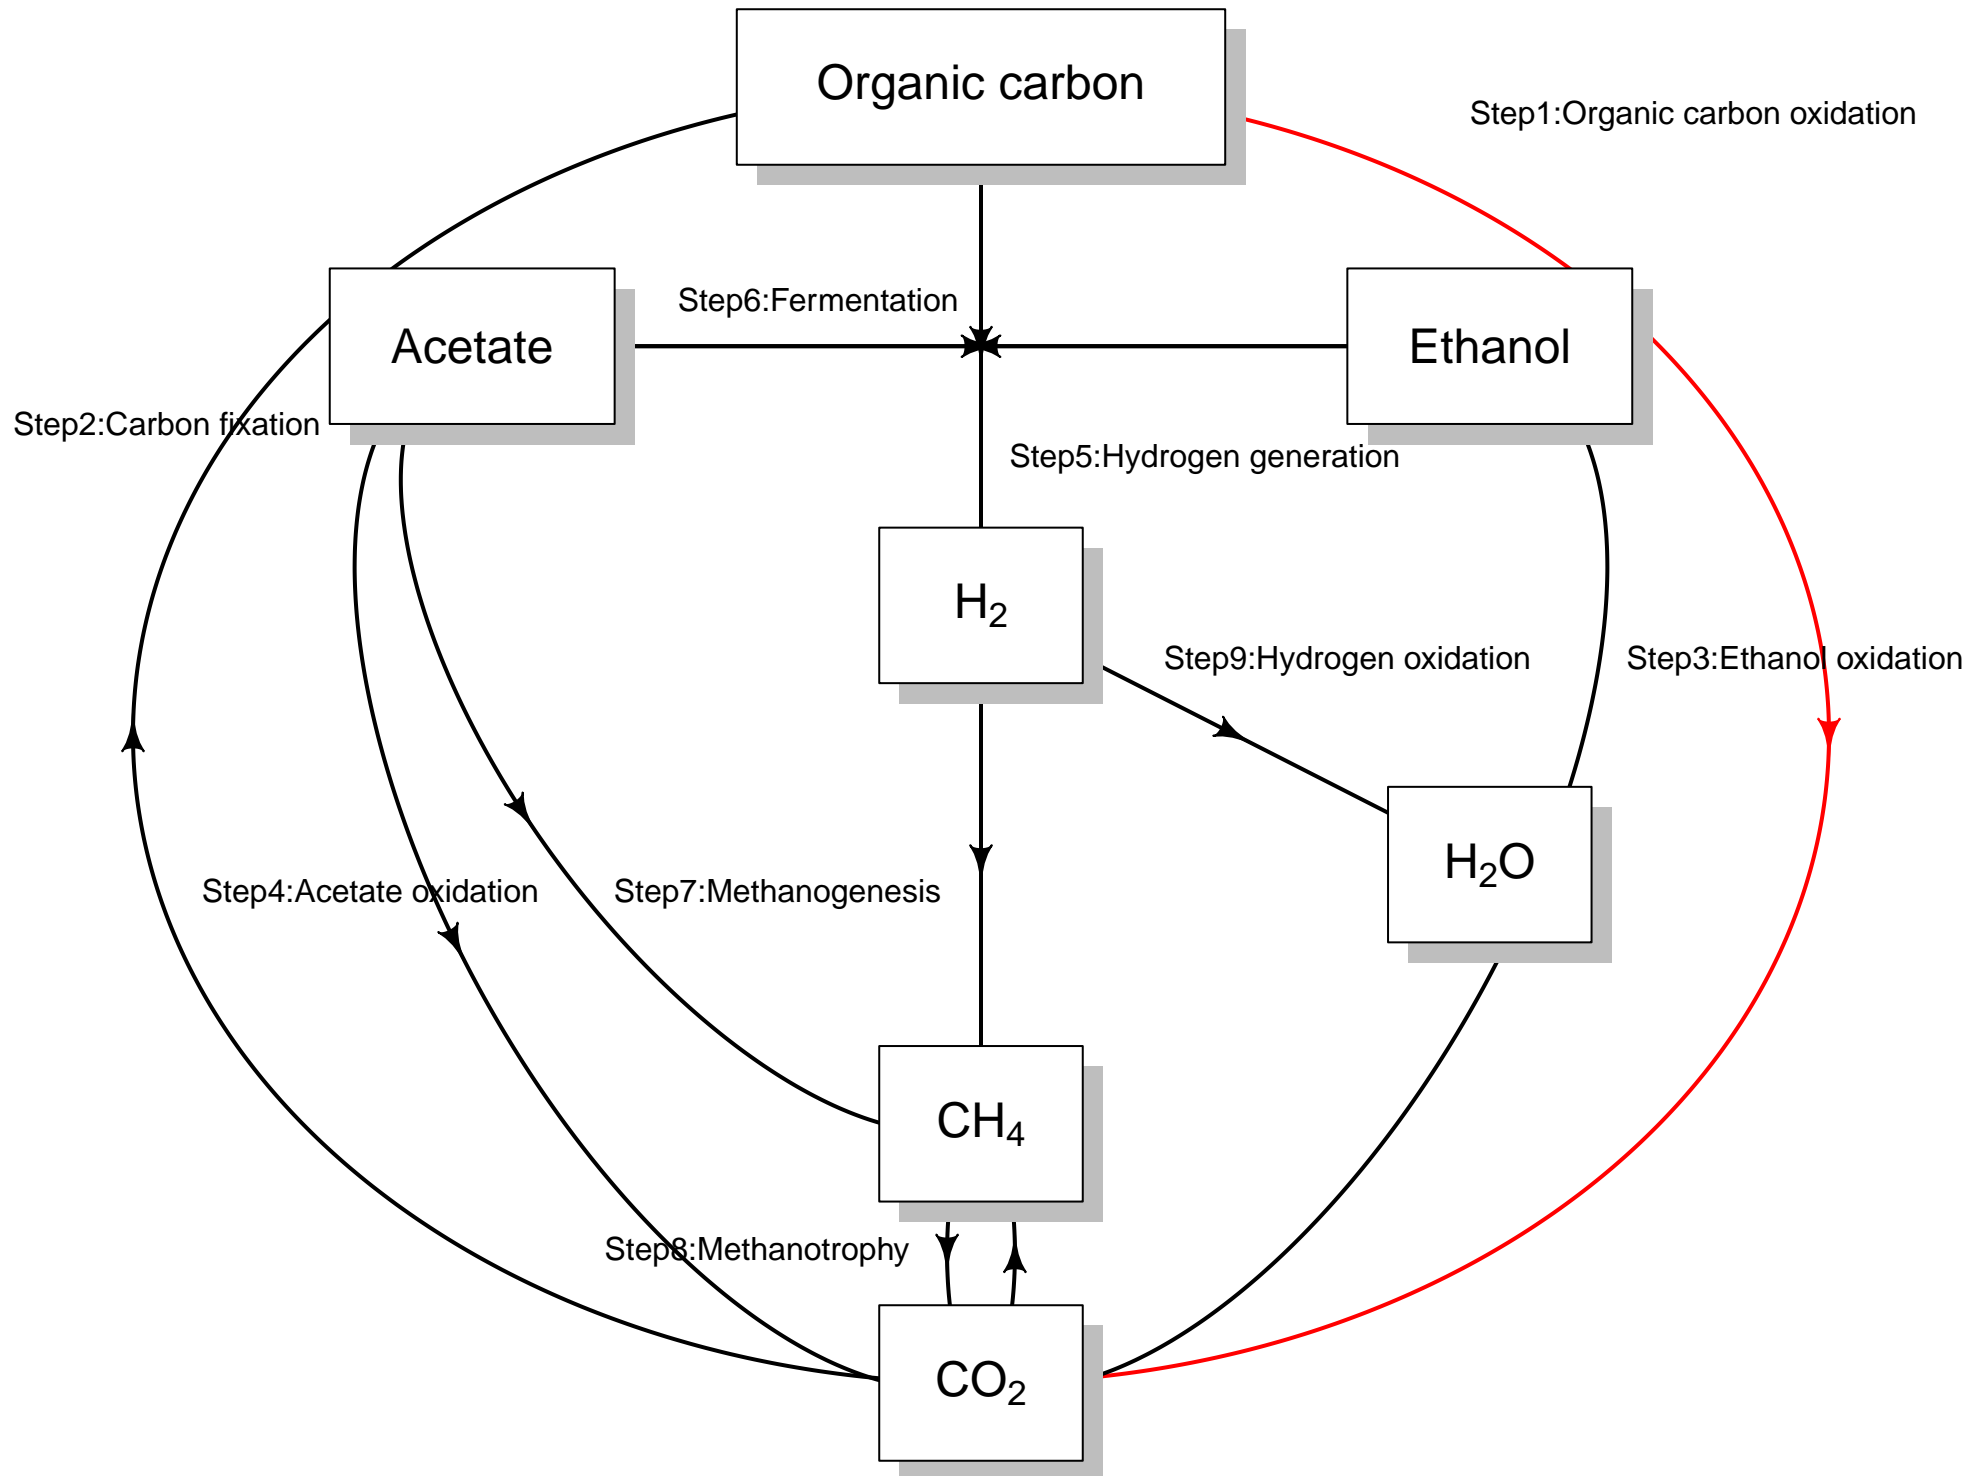 Organic carbon
Step1:Organic carbon oxidation
Step6:Fermentation
Acetate
Ethanol
Step2:Carbon fixation
Step5:Hydrogen generation
H₂
Step9:Hydrogen oxidation
Step3:Ethanol oxidation
H₂O
Step4:Acetate oxidation
Step7:Methanogenesis
CH₄
Step8:Methanotrophy
CO₂